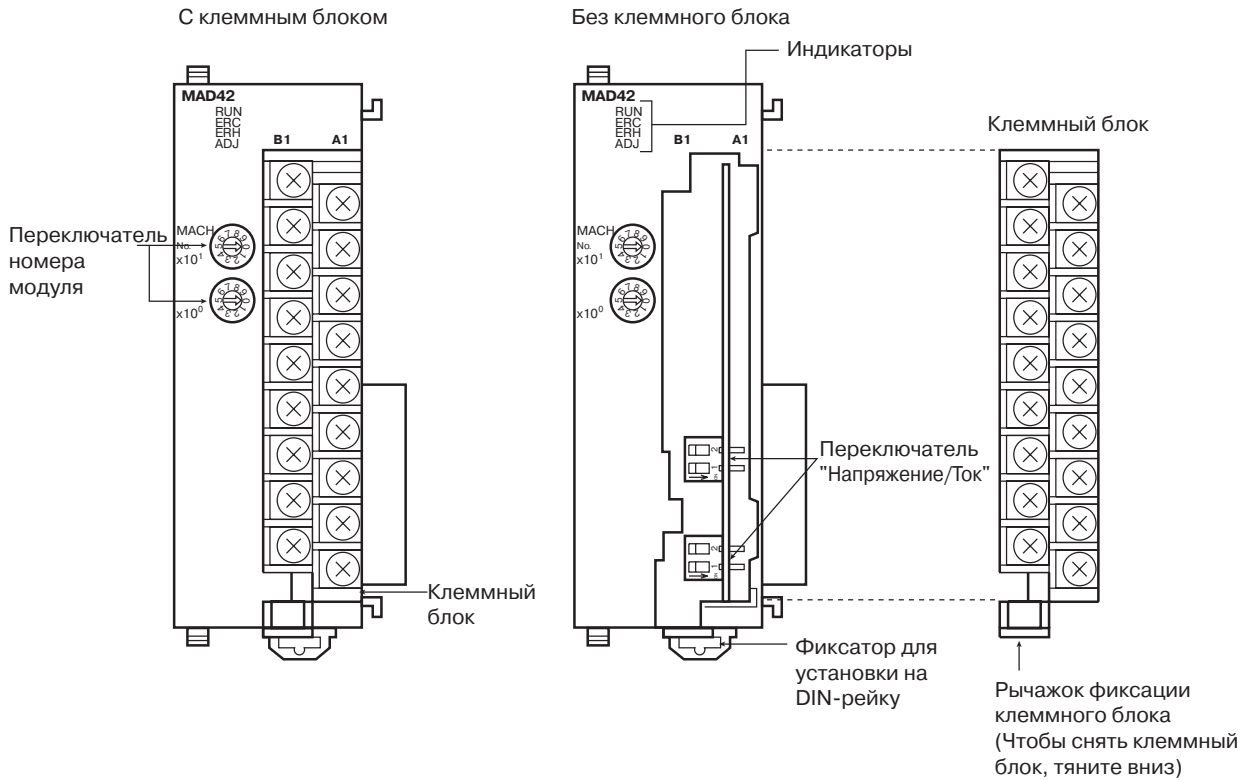 С клеммным блоком
Без клеммного блока
Индикаторы
MAD42
RUN
ERC
ERH
ADJ
B1 A1
MACH
No.
x10¹
x10⁰
Переключатель
номера
модуля
Клеммный
блок
MAD42
RUN
ERC
ERH
ADJ
B1 A1
MACH
No.
x10¹
x10⁰
Клеммный блок
Переключатель
"Напряжение/Ток"
Фиксатор для
установки на
DIN-рейку
Рычажок фиксации
клеммного блока
(Чтобы снять клеммный
блок, тяните вниз)